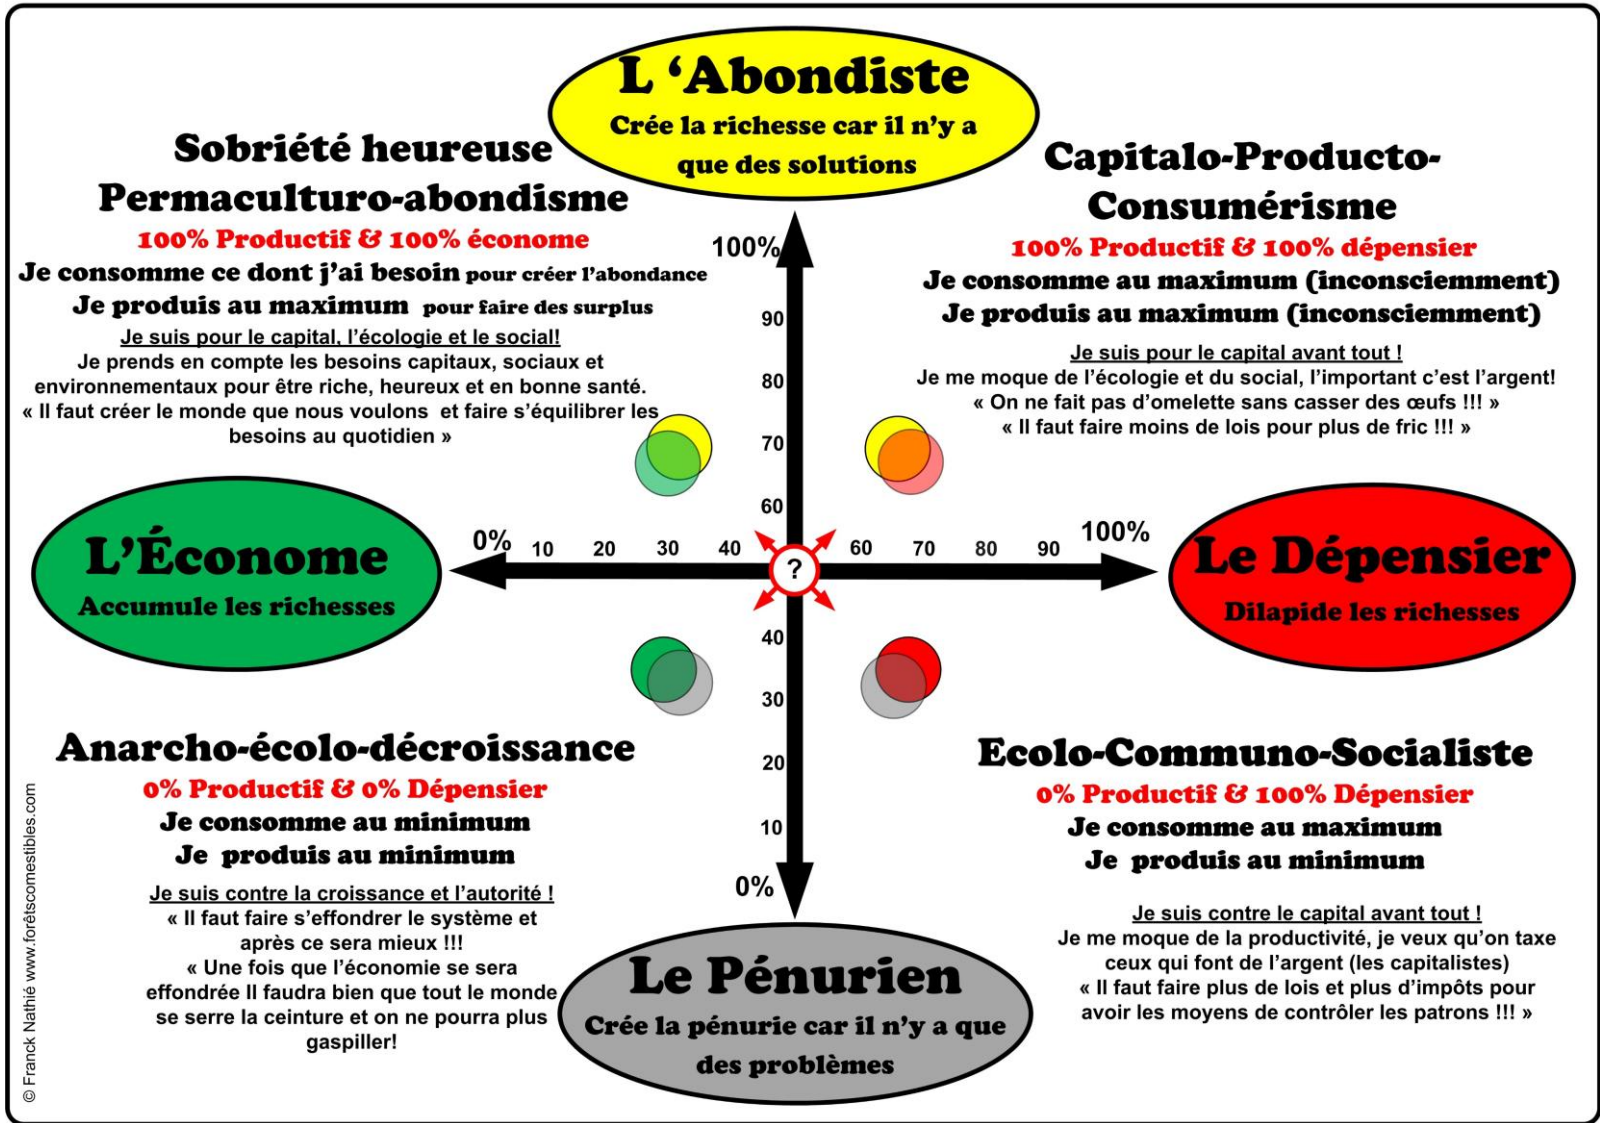 L ‘Abondiste
Crée la richesse car il n’y a
que des solutions
Sobriété heureuse
Permaculturo-abondisme
100% Productif & 100% économe
Je consomme ce dont j’ai besoin pour créer l’abondance
Je produis au maximum pour faire des surplus
Je suis pour le capital, l’écologie et le social!
Je prends en compte les besoins capitaux, sociaux et
environnementaux pour être riche, heureux et en bonne santé.
« Il faut créer le monde que nous voulons et faire s’équilibrer les
besoins au quotidien »
Capitalo-Producto-
Consumérisme
100% Productif & 100% dépensier
Je consomme au maximum (inconsciemment)
Je produis au maximum (inconsciemment)
Je suis pour le capital avant tout !
Je me moque de l’écologie et du social, l’important c’est l’argent!
« On ne fait pas d’omelette sans casser des œufs !!! »
« Il faut faire moins de lois pour plus de fric !!! »
100%
90
80
70
60
L’Économe
Accumule les richesses
0% 10 20 30 40 ? 60 70 80 90 100%
Le Dépensier
Dilapide les richesses
40
30
20
10
0%
Anarcho-écolo-décroissance
0% Productif & 0% Dépensier
Je consomme au minimum
Je produis au minimum
Je suis contre la croissance et l’autorité !
« Il faut faire s’effondrer le système et
après ce sera mieux !!!
« Une fois que l’économie se sera
effondrée Il faudra bien que tout le monde
se serre la ceinture et on ne pourra plus
gaspiller!
Ecolo-Communo-Socialiste
0% Productif & 100% Dépensier
Je consomme au maximum
Je produis au minimum
Je suis contre le capital avant tout !
Je me moque de la productivité, je veux qu’on taxe
ceux qui font de l’argent (les capitalistes)
« Il faut faire plus de lois et plus d’impôts pour
avoir les moyens de contrôler les patrons !!! »
Le Pénurien
Crée la pénurie car il n’y a que
des problèmes
© Franck Nathié www.forêtscomestibles.com